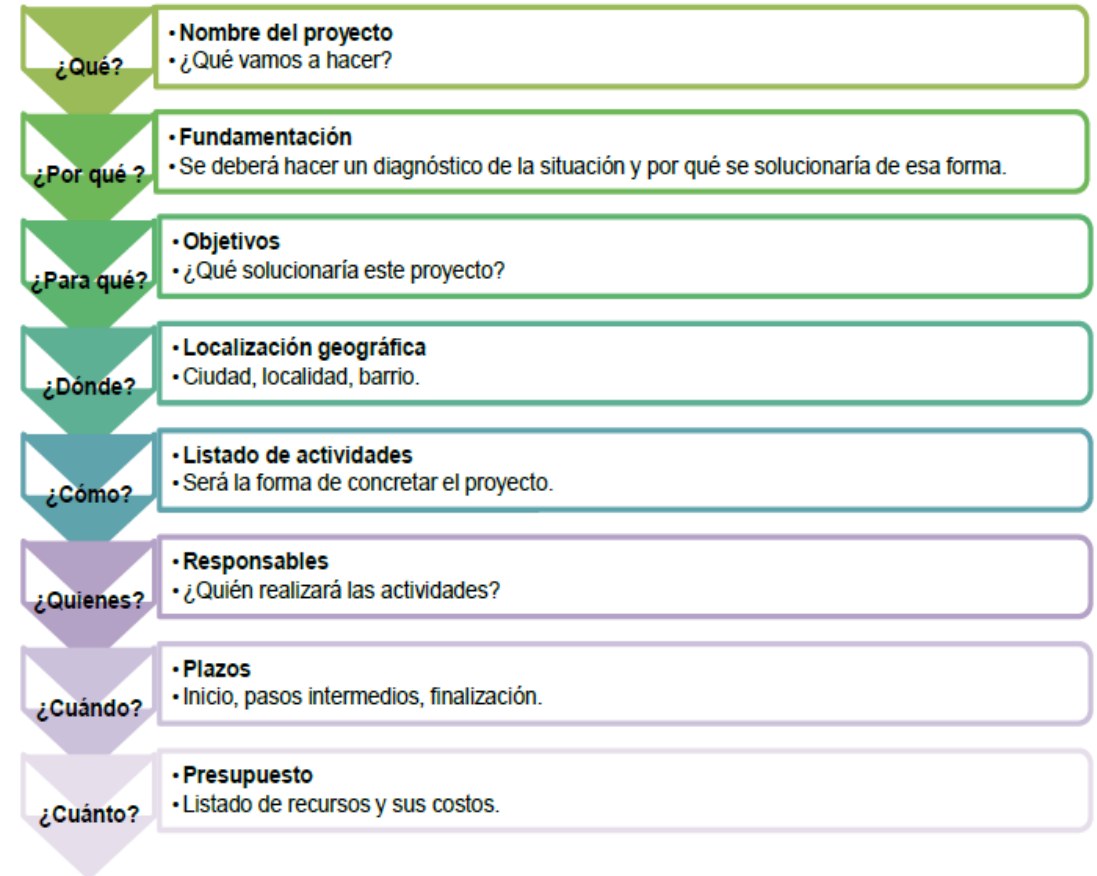 ¿Qué?
• Nombre del proyecto
• ¿Qué vamos a hacer?
¿Por qué ?
• Fundamentación
• Se deberá hacer un diagnóstico de la situación y por qué se solucionaría de esa forma.
¿Para qué?
• Objetivos
• ¿Qué solucionaría este proyecto?
¿Dónde?
• Localización geográfica
• Ciudad, localidad, barrio.
¿Cómo?
• Listado de actividades
• Será la forma de concretar el proyecto.
¿Quienes?
• Responsables
• ¿Quién realizará las actividades?
¿Cuándo?
• Plazos
• Inicio, pasos intermedios, finalización.
¿Cuánto?
• Presupuesto
• Listado de recursos y sus costos.